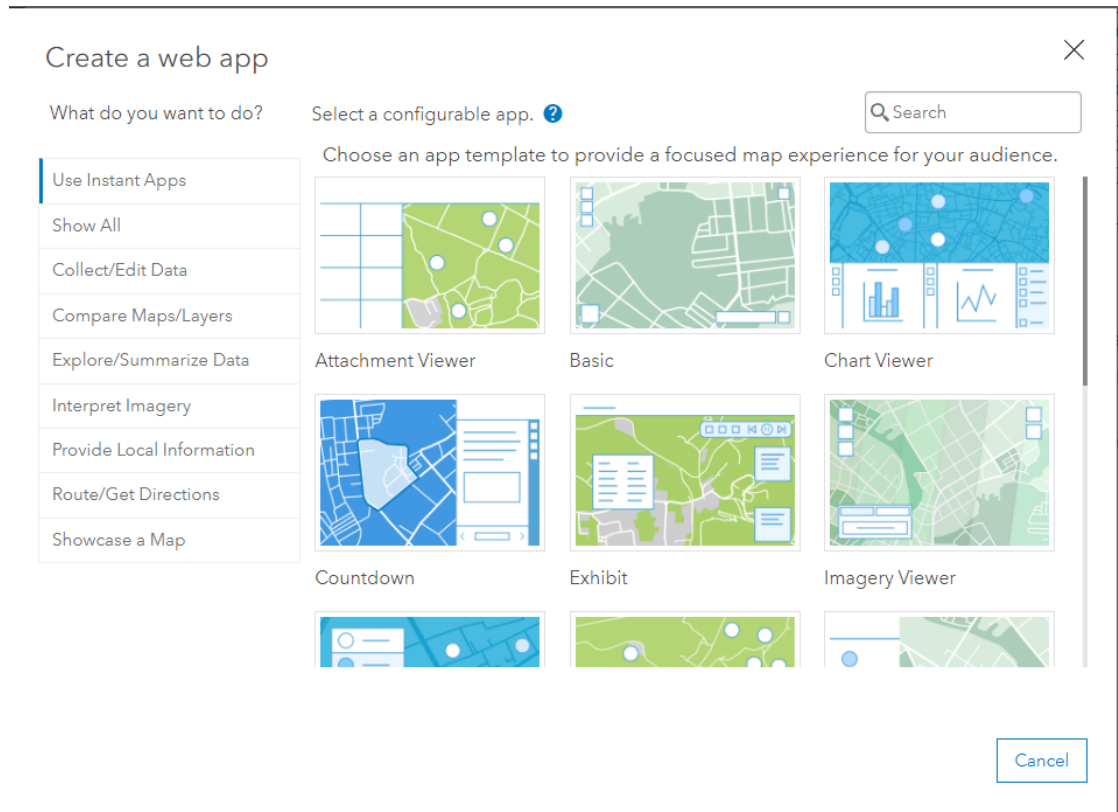 Create a web app
What do you want to do?
Select a configurable app.
Search
Choose an app template to provide a focused map experience for your audience.
Use Instant Apps
Show All
Collect/Edit Data
Compare Maps/Layers
Explore/Summarize Data
Interpret Imagery
Provide Local Information
Route/Get Directions
Showcase a Map
Attachment Viewer
Basic
Chart Viewer
Countdown
Exhibit
Imagery Viewer
Cancel